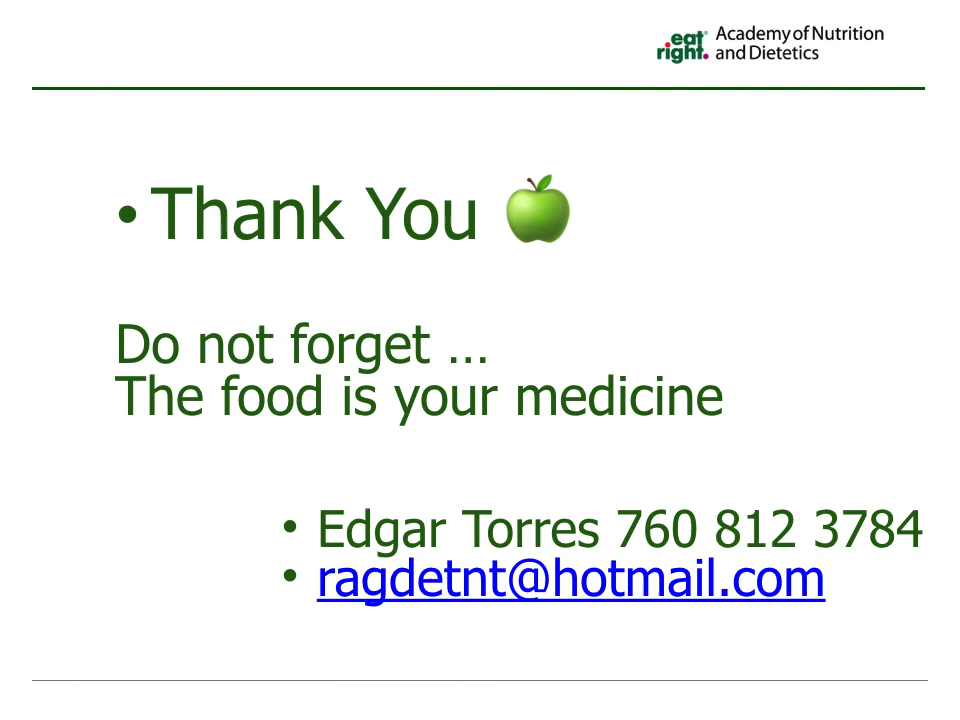 eat Academy of Nutrition
right. and Dietetics
• Thank You 🍏
Do not forget …
The food is your medicine
• Edgar Torres 760 812 3784
• ragdetnt@hotmail.com